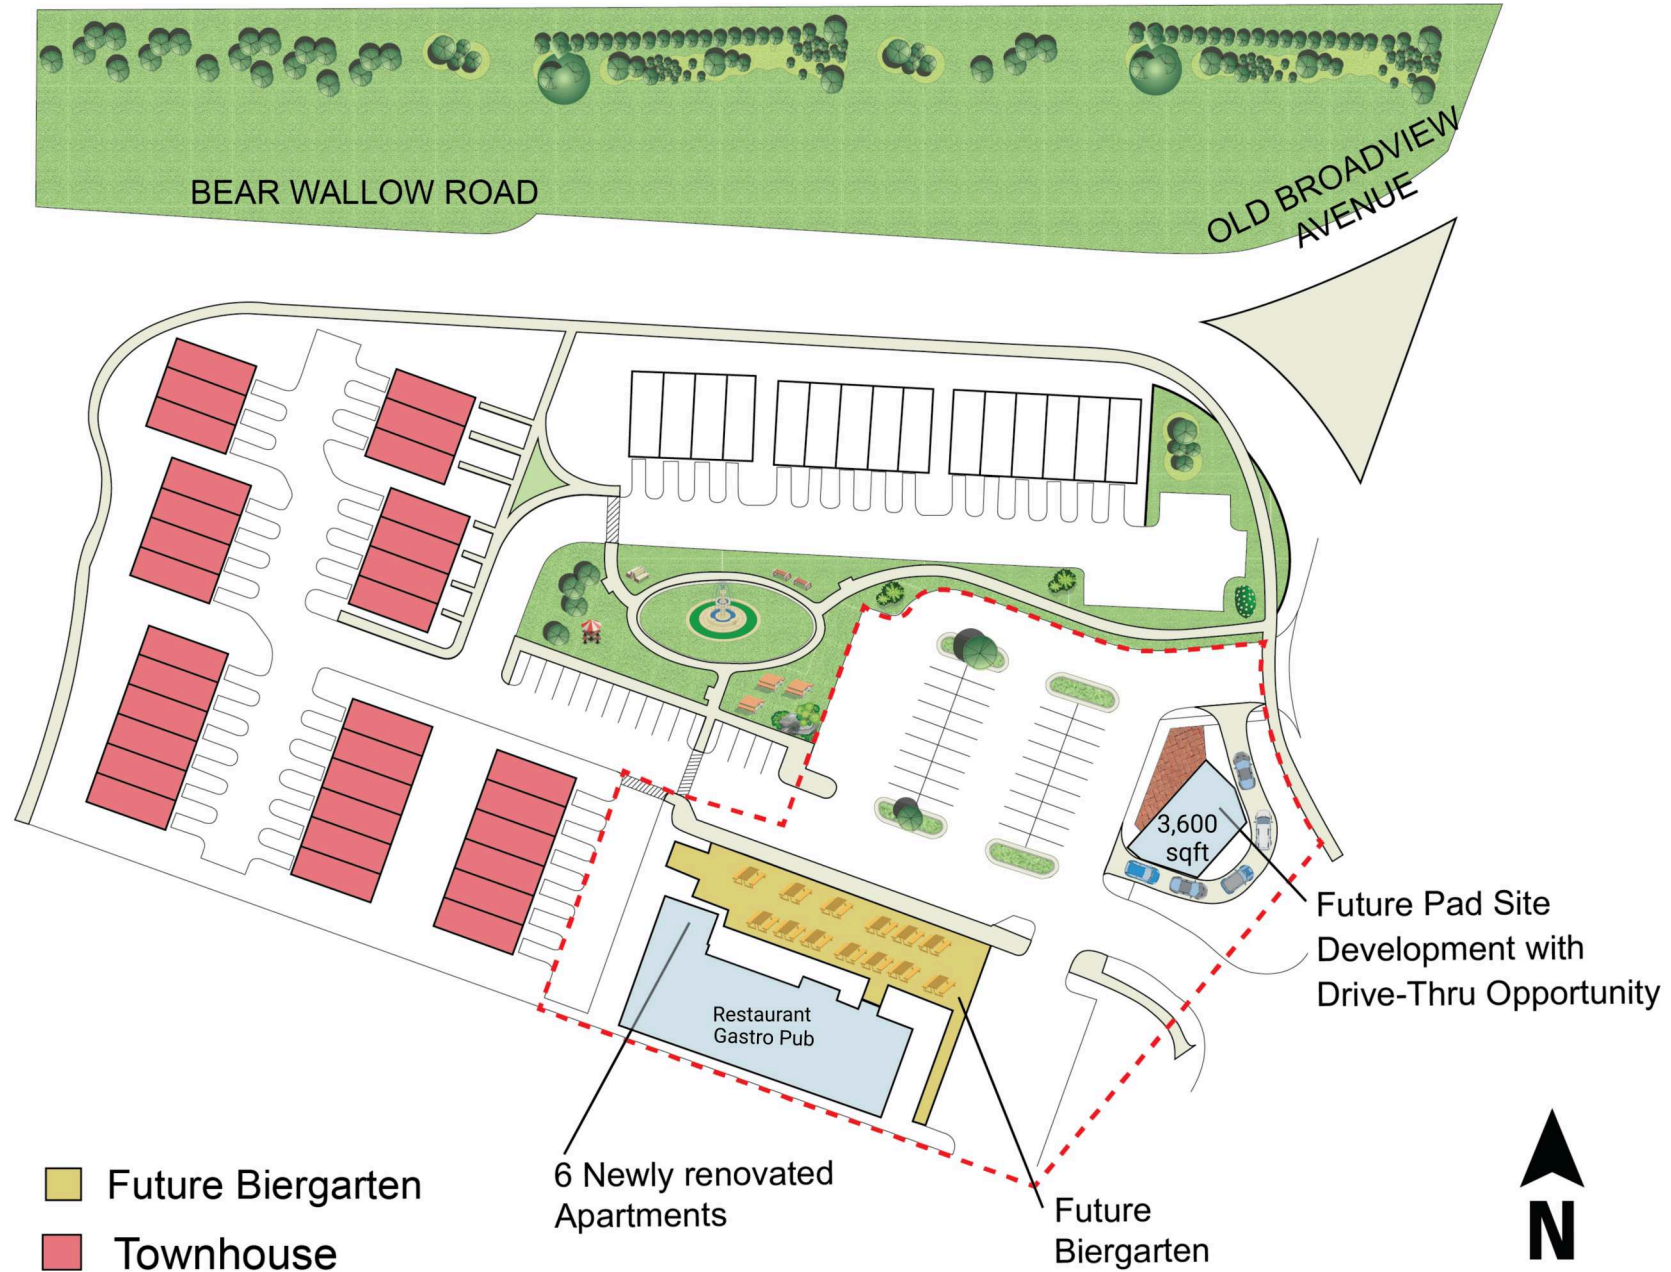 BEAR WALLOW ROAD
OLD BROADVIEW
AVENUE
3,600
sqft
Future Pad Site
Development with
Drive-Thru Opportunity
Restaurant
Gastro Pub
6 Newly renovated
Apartments
Future
Biergarten
Future Biergarten
Townhouse
N